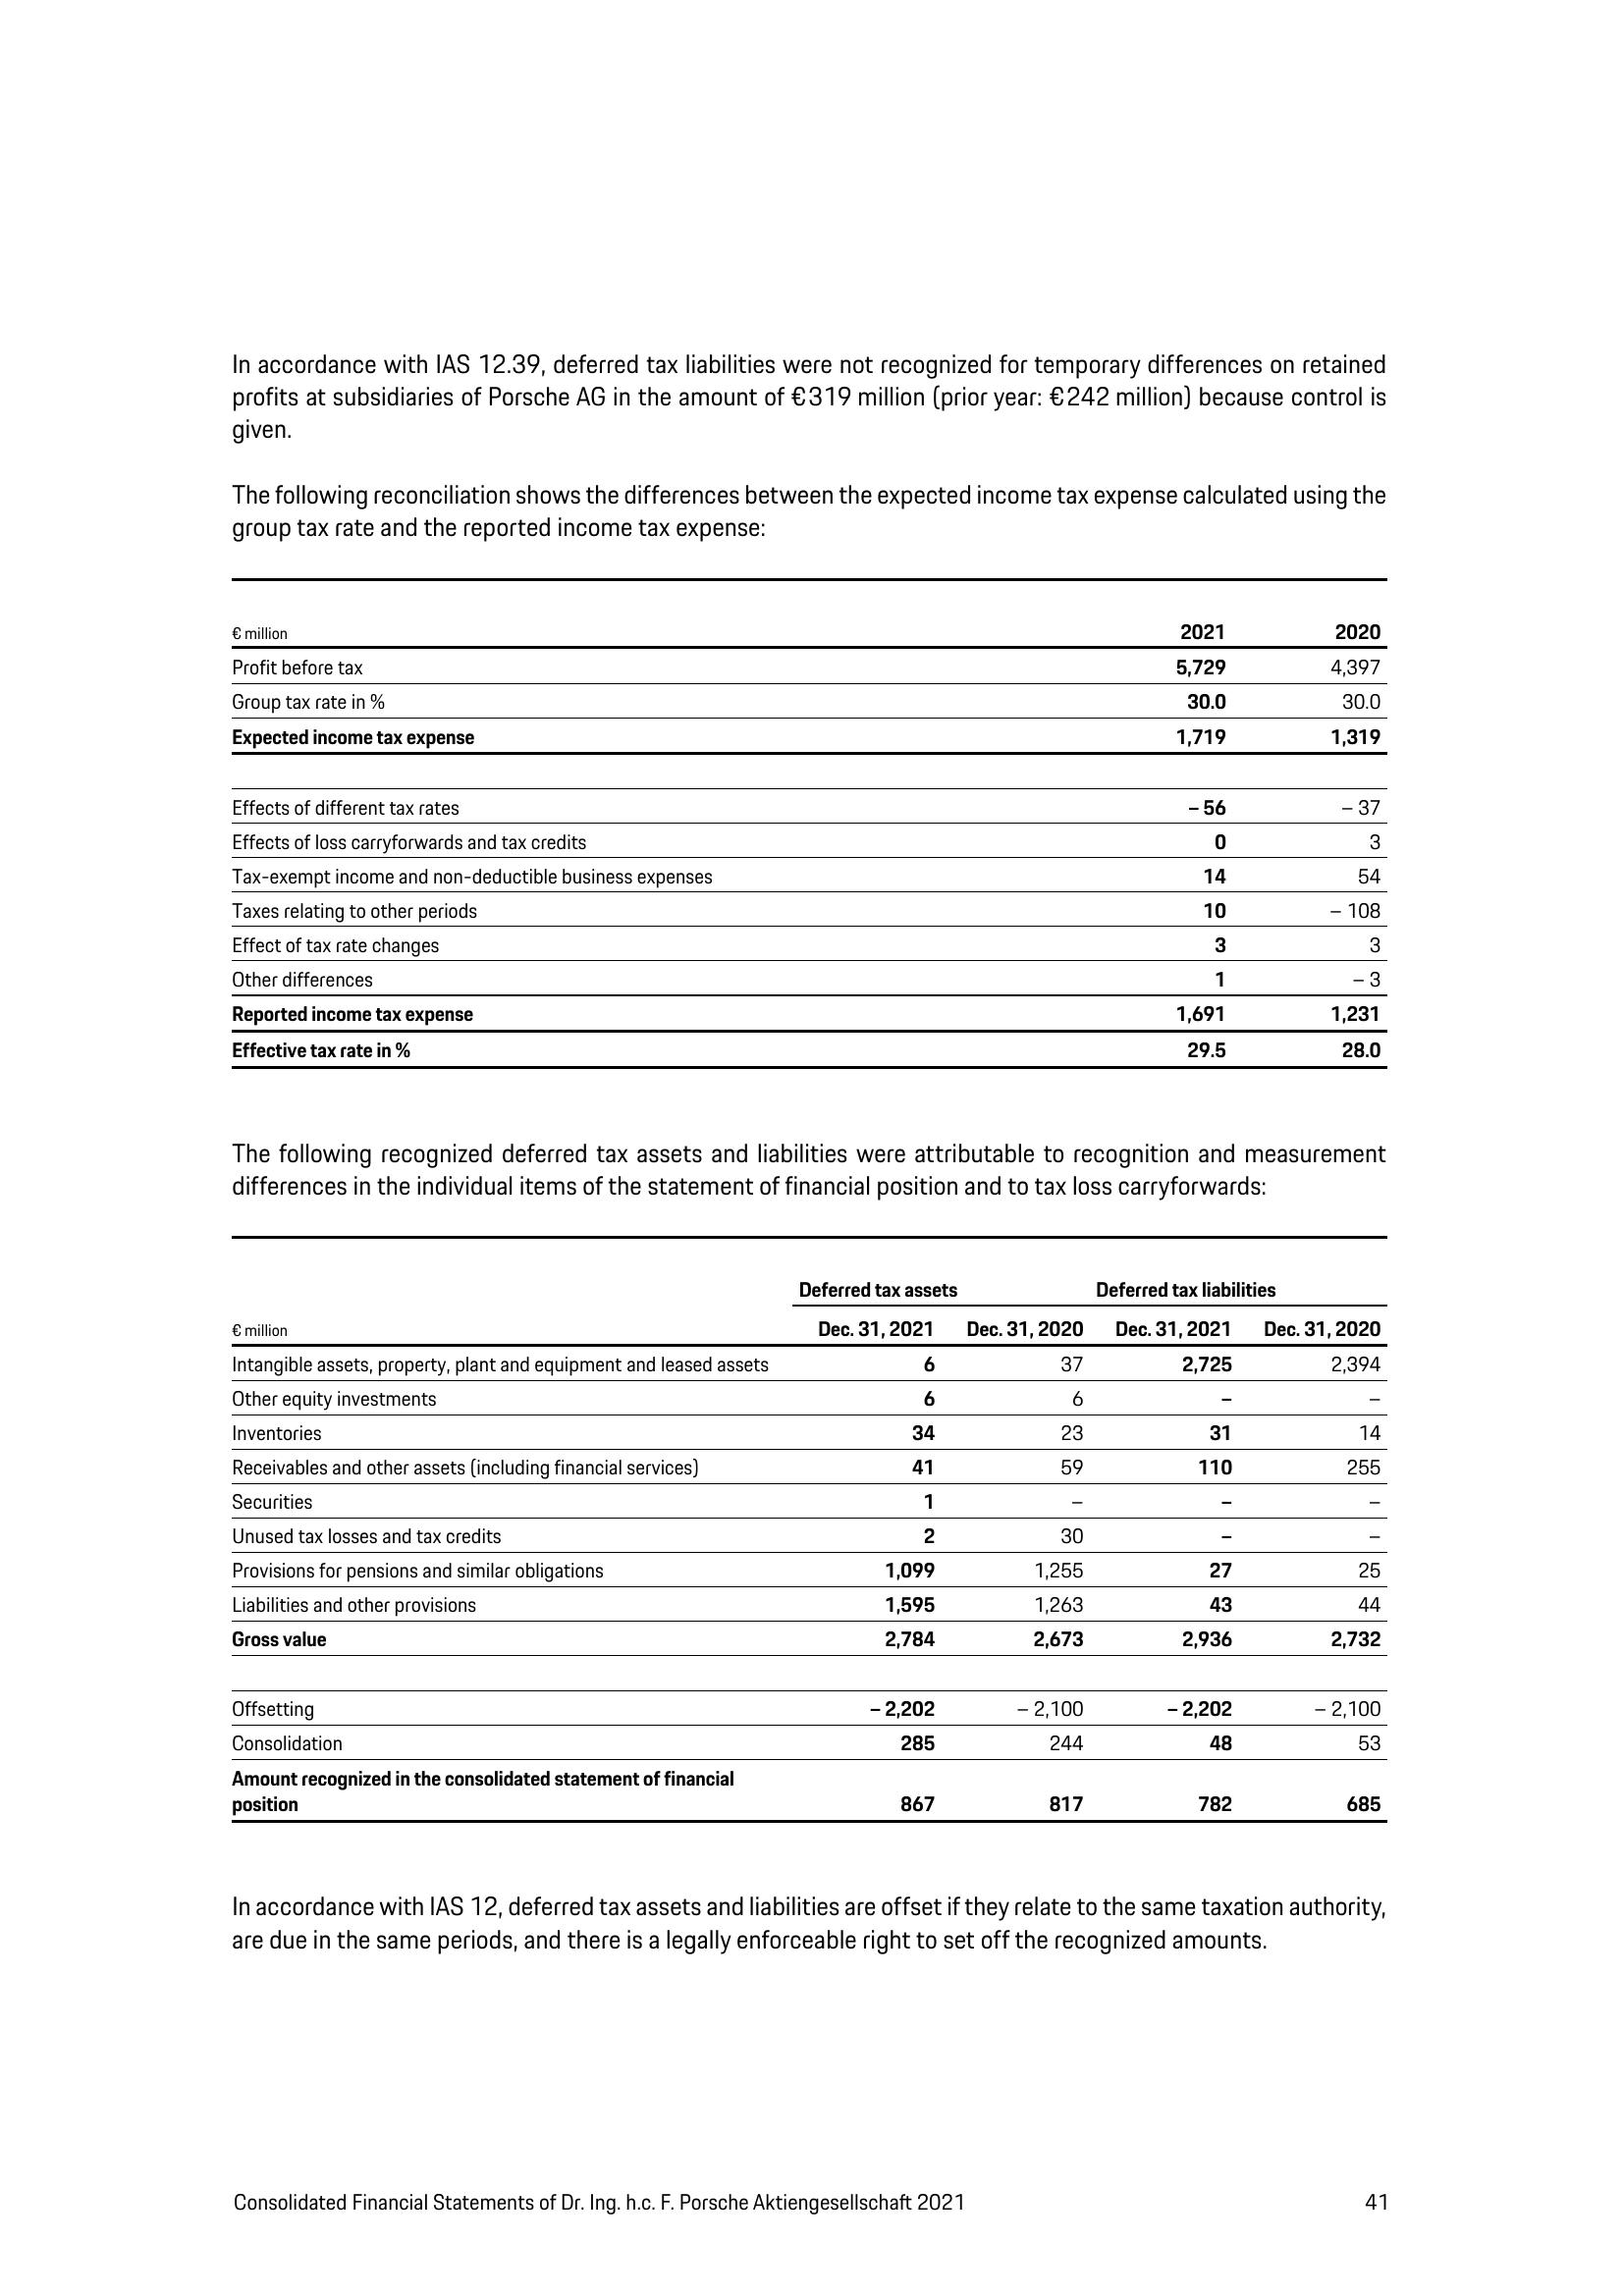 In accordance with IAS 12.39, deferred tax liabilities were not recognized for temporary differences on retained
profits at subsidiaries of Porsche AG in the amount of €319 million (prior year: €242 million) because control is
given.
The following reconciliation shows the differences between the expected income tax expense calculated using the
group tax rate and the reported income tax expense:
€ million 2021 2020
Profit before tax 5,729 4,397
Group tax rate in % 30.0 30.0
Expected income tax expense 1,719 1,319
Effects of different tax rates – 56 – 37
Effects of loss carryforwards and tax credits 0 3
Tax-exempt income and non-deductible business expenses 14 54
Taxes relating to other periods 10 – 108
Effect of tax rate changes 3 3
Other differences 1 – 3
Reported income tax expense 1,691 1,231
Effective tax rate in % 29.5 28.0
The following recognized deferred tax assets and liabilities were attributable to recognition and measurement
differences in the individual items of the statement of financial position and to tax loss carryforwards:
Deferred tax assets Deferred tax liabilities
€ million Dec. 31, 2021 Dec. 31, 2020 Dec. 31, 2021 Dec. 31, 2020
Intangible assets, property, plant and equipment and leased assets 6 37 2,725 2,394
Other equity investments 6 6 – –
Inventories 34 23 31 14
Receivables and other assets (including financial services) 41 59 110 255
Securities 1 – – –
Unused tax losses and tax credits 2 30 – –
Provisions for pensions and similar obligations 1,099 1,255 27 25
Liabilities and other provisions 1,595 1,263 43 44
Gross value 2,784 2,673 2,936 2,732
Offsetting – 2,202 – 2,100 – 2,202 – 2,100
Consolidation 285 244 48 53
Amount recognized in the consolidated statement of financial
position 867 817 782 685
In accordance with IAS 12, deferred tax assets and liabilities are offset if they relate to the same taxation authority,
are due in the same periods, and there is a legally enforceable right to set off the recognized amounts.
Consolidated Financial Statements of Dr. Ing. h.c. F. Porsche Aktiengesellschaft 2021 41